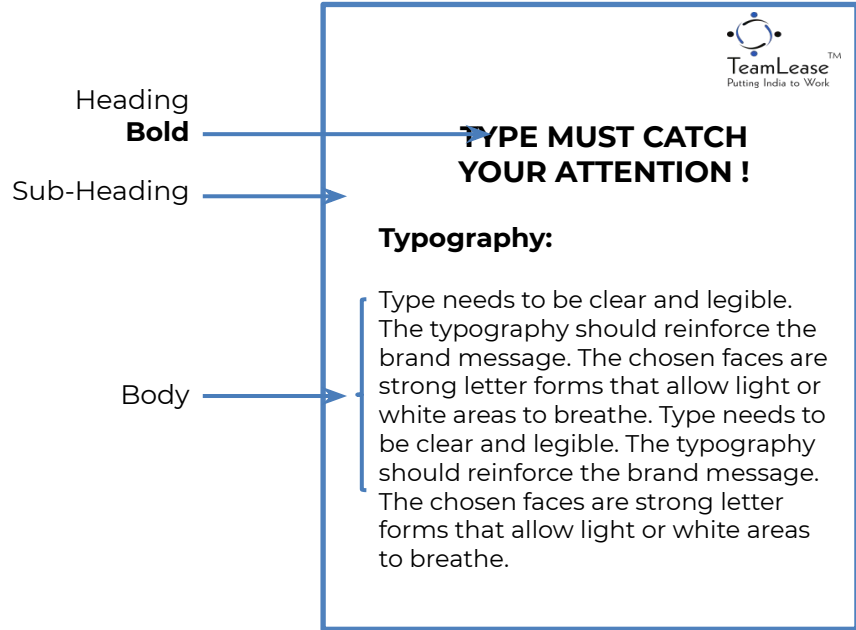 TeamLease™
Putting India to Work
Heading
Bold
TYPE MUST CATCH
YOUR ATTENTION !
Sub-Heading
Typography:
Body
Type needs to be clear and legible.
The typography should reinforce the
brand message. The chosen faces are
strong letter forms that allow light or
white areas to breathe. Type needs to
be clear and legible. The typography
should reinforce the brand message.
The chosen faces are strong letter
forms that allow light or white areas
to breathe.